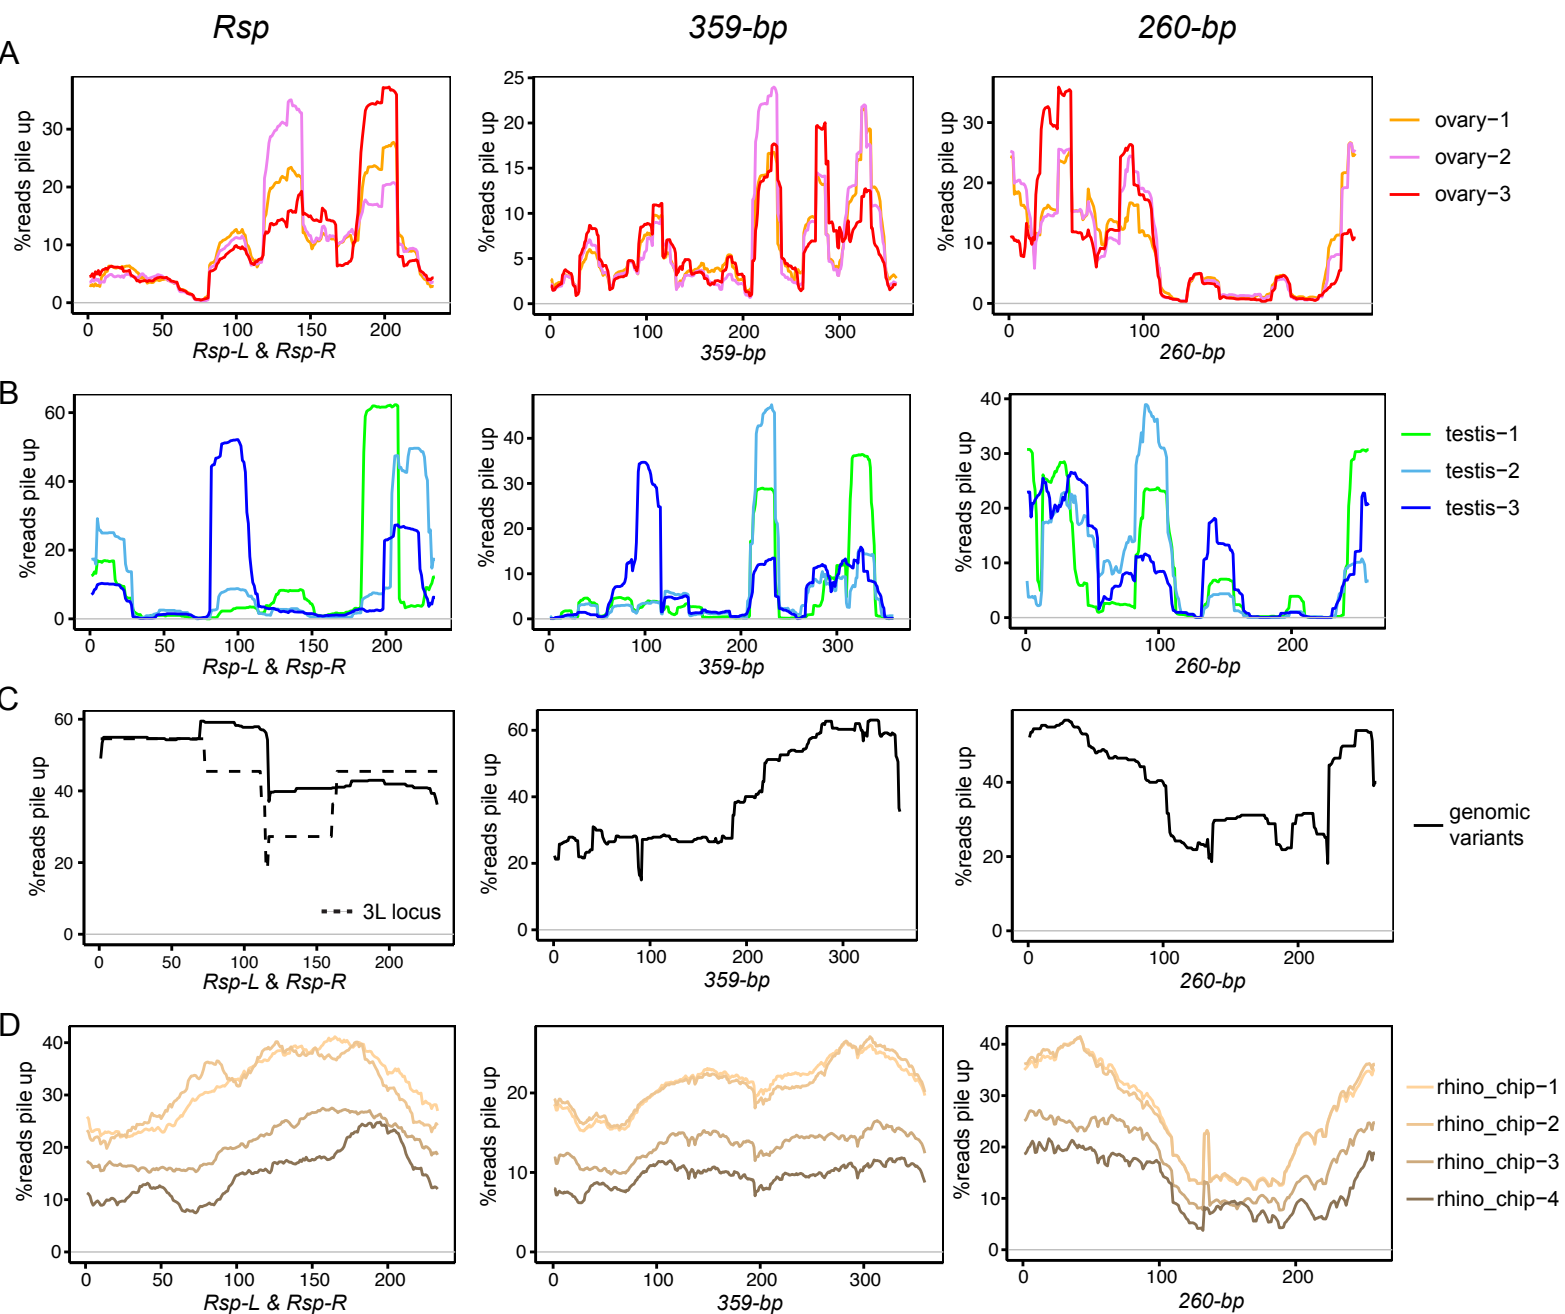 Rsp 359-bp 260-bp
A
%reads pile up
30
20
10
0
0 50 100 150 200
Rsp-L & Rsp-R
%reads pile up
25
20
15
10
5
0
0 100 200 300
359-bp
%reads pile up
30
20
10
0
0 100 200
260-bp
ovary−1
ovary−2
ovary−3
B
%reads pile up
60
40
20
0
0 50 100 150 200
Rsp-L & Rsp-R
%reads pile up
40
30
20
10
0
0 100 200 300
359-bp
%reads pile up
40
30
20
10
0
0 100 200
260-bp
testis−1
testis−2
testis−3
C
%reads pile up
60
40
20
0
3L locus
0 50 100 150 200
Rsp-L & Rsp-R
%reads pile up
60
40
20
0
0 100 200 300
359-bp
%reads pile up
40
20
0
0 100 200
260-bp
genomic
variants
D
%reads pile up
40
30
20
10
0
0 50 100 150 200
Rsp-L & Rsp-R
%reads pile up
20
10
0
0 100 200 300
359-bp
%reads pile up
40
30
20
10
0
0 100 200
260-bp
rhino_chip−1
rhino_chip−2
rhino_chip−3
rhino_chip−4